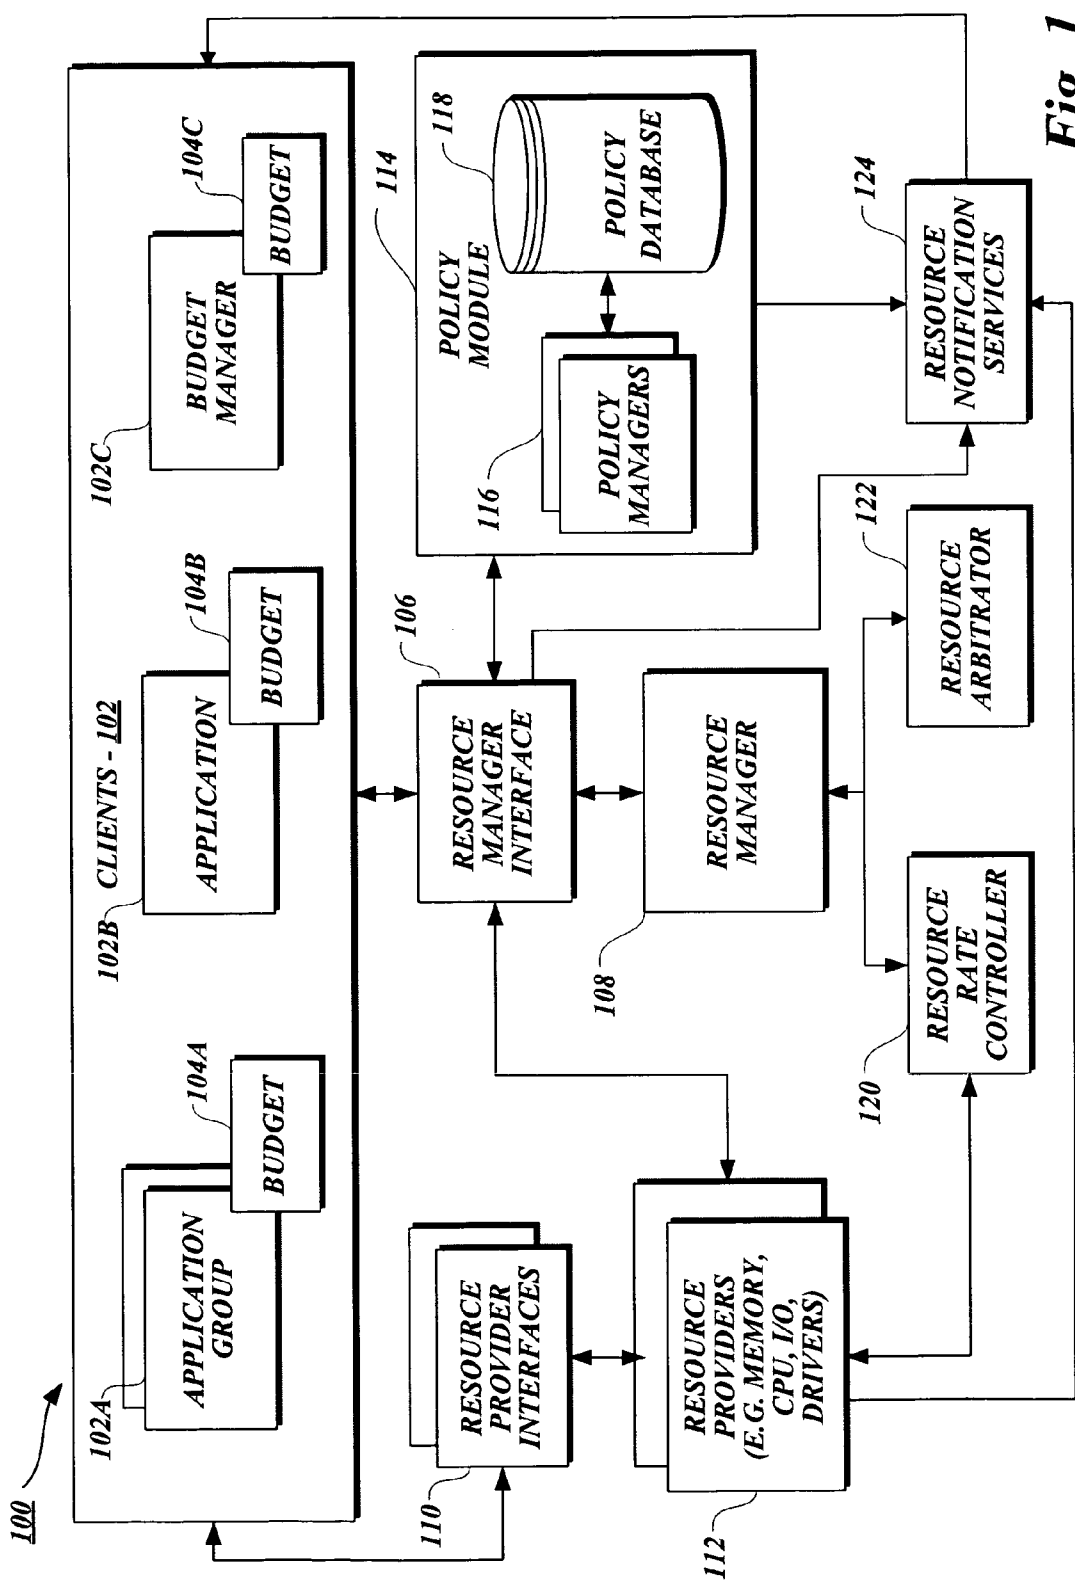 100
CLIENTS - 102
102A
APPLICATION
GROUP
104A
BUDGET
102B
APPLICATION
104B
BUDGET
102C
BUDGET
MANAGER
104C
BUDGET
110
RESOURCE
PROVIDER
INTERFACES
106
RESOURCE
MANAGER
INTERFACE
114
POLICY
MODULE
116
POLICY
MANAGERS
118
POLICY
DATABASE
112
RESOURCE
PROVIDERS
(E.G. MEMORY,
CPU, I/O,
DRIVERS)
108
RESOURCE
MANAGER
120
RESOURCE
RATE
CONTROLLER
122
RESOURCE
ARBITRATOR
124
RESOURCE
NOTIFICATION
SERVICES
Fig. 1